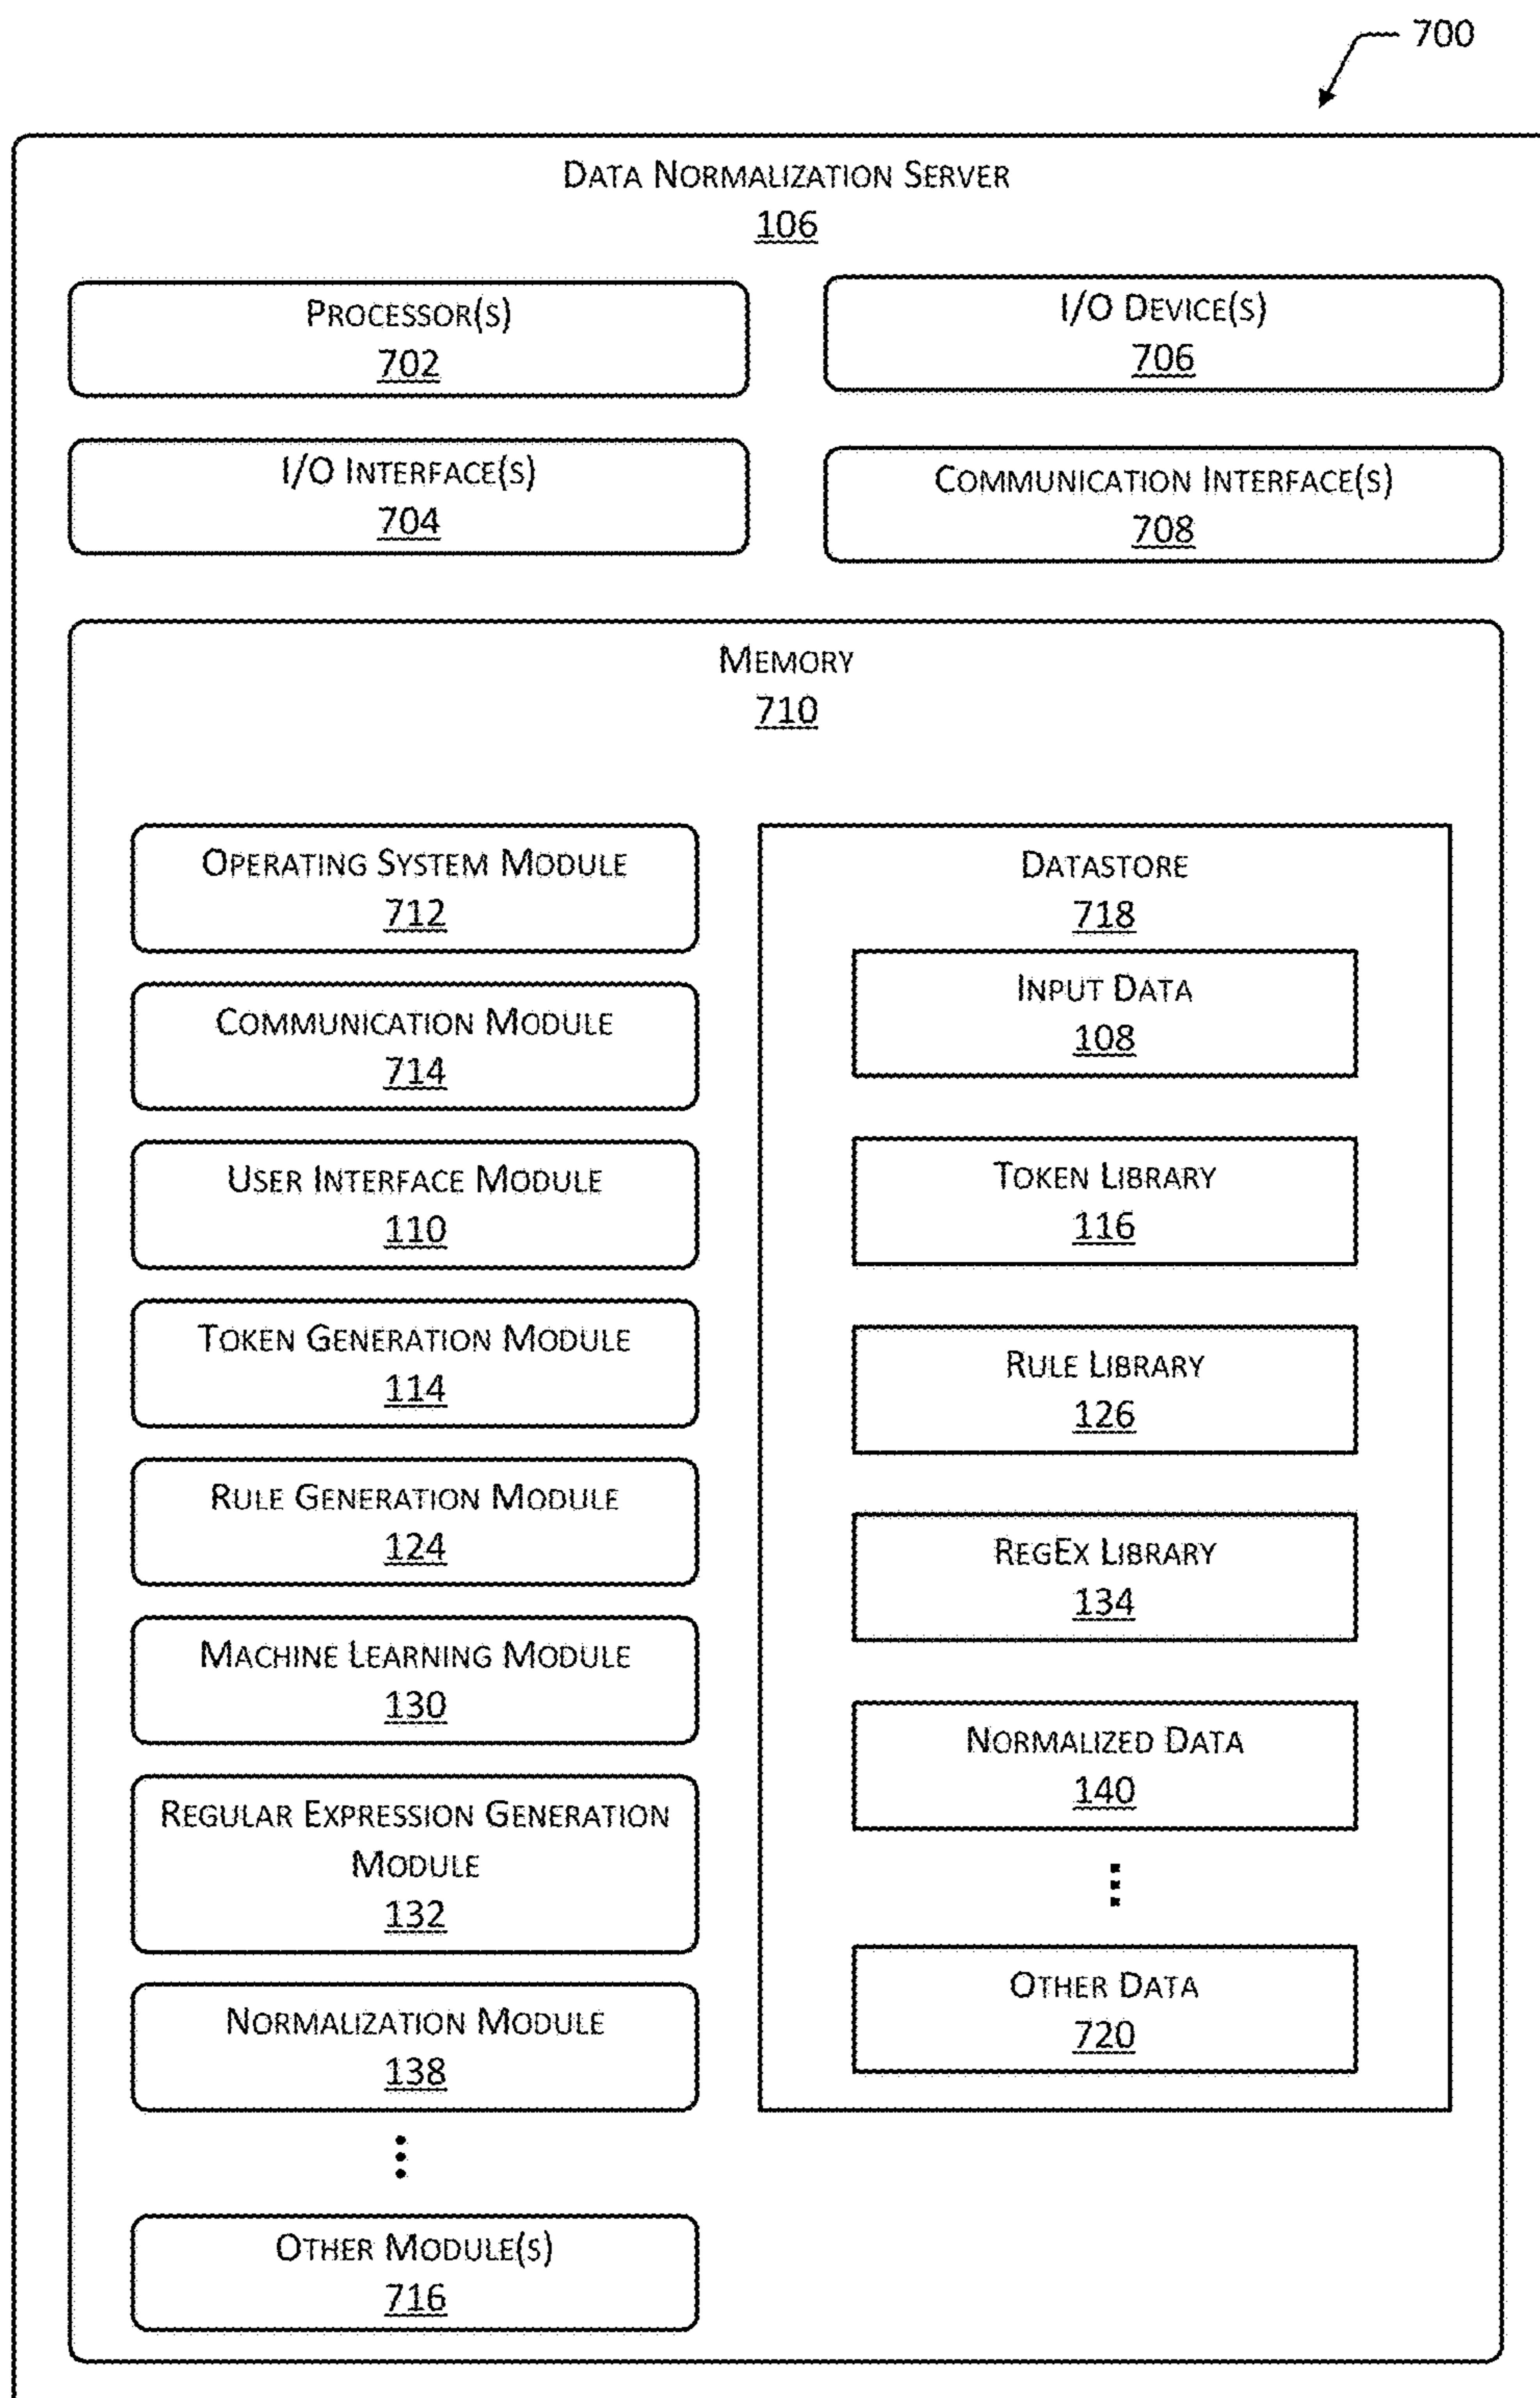 700
DATA NORMALIZATION SERVER
106
PROCESSOR(S)
702
I/O DEVICE(S)
706
I/O INTERFACE(S)
704
COMMUNICATION INTERFACE(S)
708
MEMORY
710
OPERATING SYSTEM MODULE
712
COMMUNICATION MODULE
714
USER INTERFACE MODULE
110
TOKEN GENERATION MODULE
114
RULE GENERATION MODULE
124
MACHINE LEARNING MODULE
130
REGULAR EXPRESSION GENERATION
MODULE
132
NORMALIZATION MODULE
138
OTHER MODULE(S)
716
DATASTORE
718
INPUT DATA
108
TOKEN LIBRARY
116
RULE LIBRARY
126
REGEX LIBRARY
134
NORMALIZED DATA
140
OTHER DATA
720